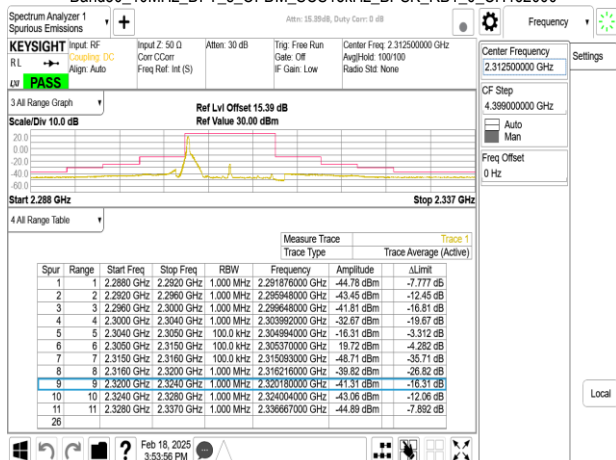 Spectrum Analyzer 1
Spurious Emissions
Attn: 15.39dB, Duty Corr: 0 dB
Frequency
KEYSIGHT
RL
LXI
PASS
Input: RF
Coupling: DC
Align: Auto
Input Z: 50 Ω
Corr CCorr
Freq Ref: Int (S)
Atten: 30 dB
Trig: Free Run
Gate: Off
IF Gain: Low
Center Freq: 2.312500000 GHz
Avg|Hold: 100/100
Radio Std: None
Center Frequency
2.312500000 GHz
Settings
CF Step
4.399000000 GHz
Auto
Man
Freq Offset
0 Hz
3 All Range Graph
Scale/Div 10.0 dB
Ref Lvl Offset 15.39 dB
Ref Value 30.00 dBm
20.0
0.00
-20.0
-40.0
-60.0
Start 2.288 GHz
Stop 2.337 GHz
4 All Range Table
Measure Trace Trace 1
Trace Type Trace Average (Active)
Spur Range Start Freq Stop Freq RBW Frequency Amplitude ΔLimit
1 1 2.2880 GHz 2.2920 GHz 1.000 MHz 2.291876000 GHz -44.78 dBm -7.777 dB
2 2 2.2920 GHz 2.2960 GHz 1.000 MHz 2.295948000 GHz -43.45 dBm -12.45 dB
3 3 2.2960 GHz 2.3000 GHz 1.000 MHz 2.299648000 GHz -41.81 dBm -16.81 dB
4 4 2.3000 GHz 2.3040 GHz 1.000 MHz 2.303992000 GHz -32.67 dBm -19.67 dB
5 5 2.3040 GHz 2.3050 GHz 100.0 kHz 2.304994000 GHz -16.31 dBm -3.312 dB
6 6 2.3050 GHz 2.3150 GHz 100.0 kHz 2.305370000 GHz 19.72 dBm -4.282 dB
7 7 2.3150 GHz 2.3160 GHz 100.0 kHz 2.315093000 GHz -48.71 dBm -35.71 dB
8 8 2.3160 GHz 2.3200 GHz 1.000 MHz 2.316216000 GHz -39.82 dBm -26.82 dB
9 9 2.3200 GHz 2.3240 GHz 1.000 MHz 2.320180000 GHz -41.31 dBm -16.31 dB
10 10 2.3240 GHz 2.3280 GHz 1.000 MHz 2.324004000 GHz -43.06 dBm -12.06 dB
11 11 2.3280 GHz 2.3370 GHz 1.000 MHz 2.336667000 GHz -44.89 dBm -7.892 dB
26
Local
Feb 18, 2025
3:53:56 PM